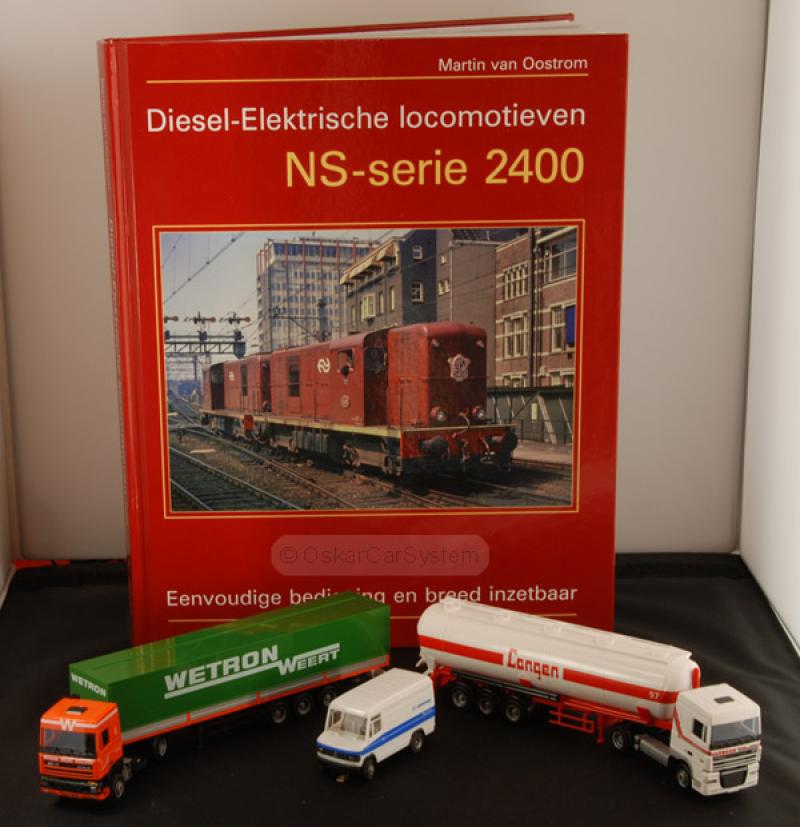 Martin van Oostrom
Diesel-Elektrische locomotieven
NS-serie 2400
© OskarCarSystem
Eenvoudige bediening en breed inzetbaar
WETRON
WETRON WEERT
W
Langen
97